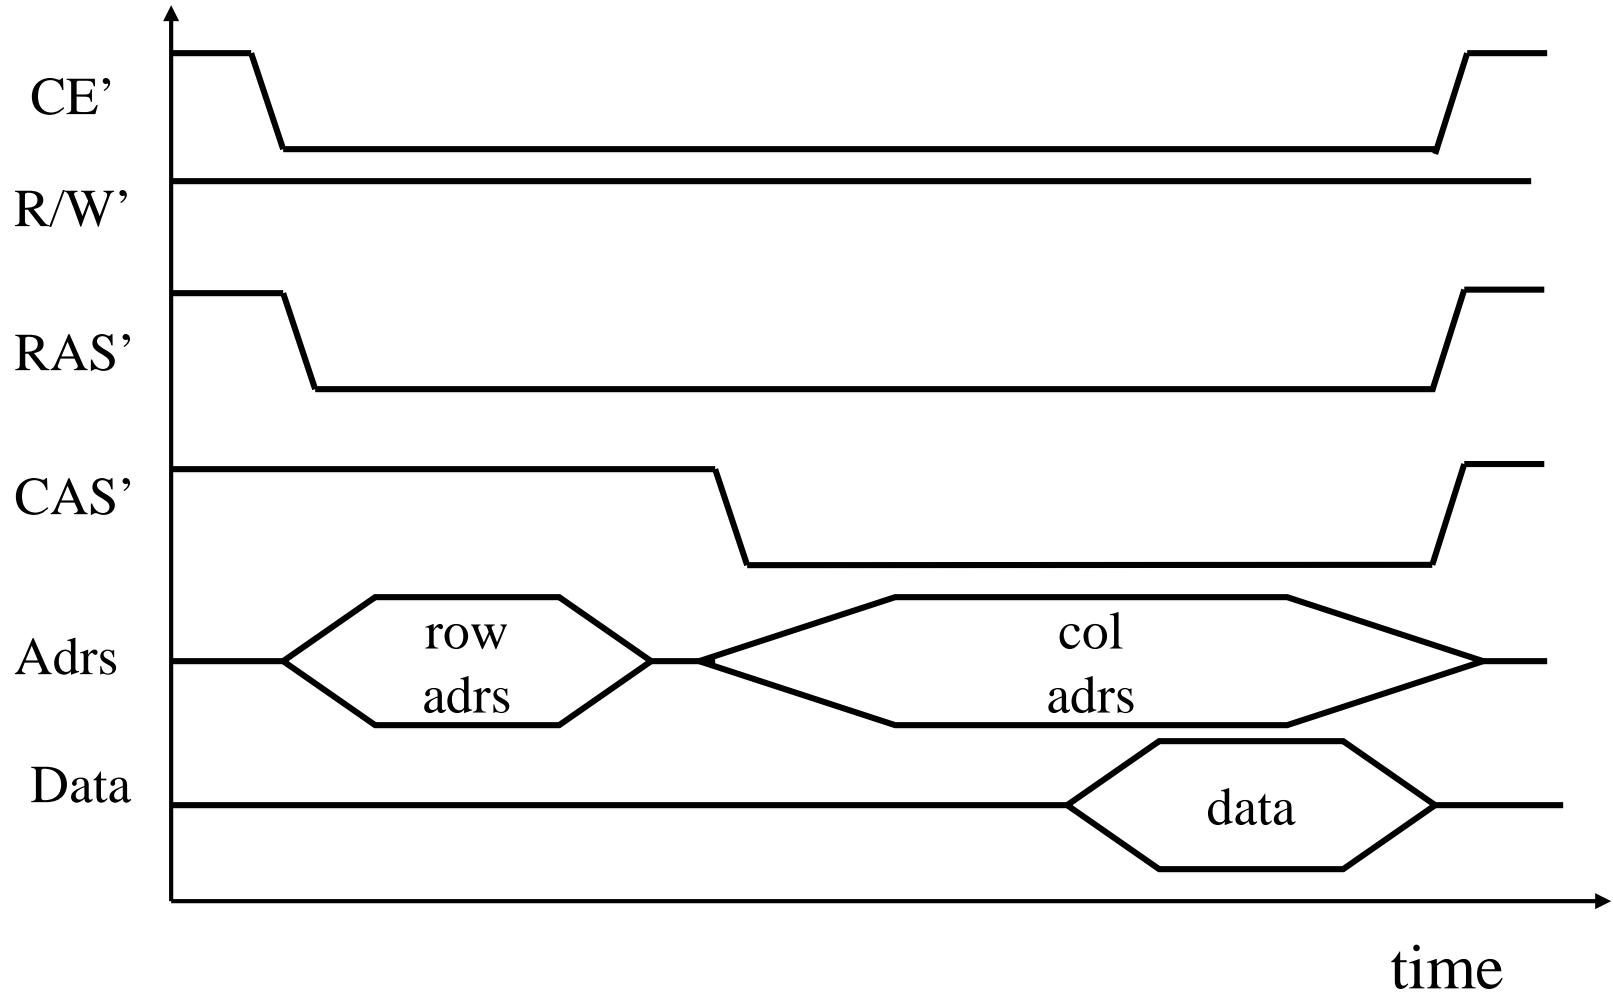 CE’
R/W’
RAS’
CAS’
Adrs
row
adrs
col
adrs
Data
data
time